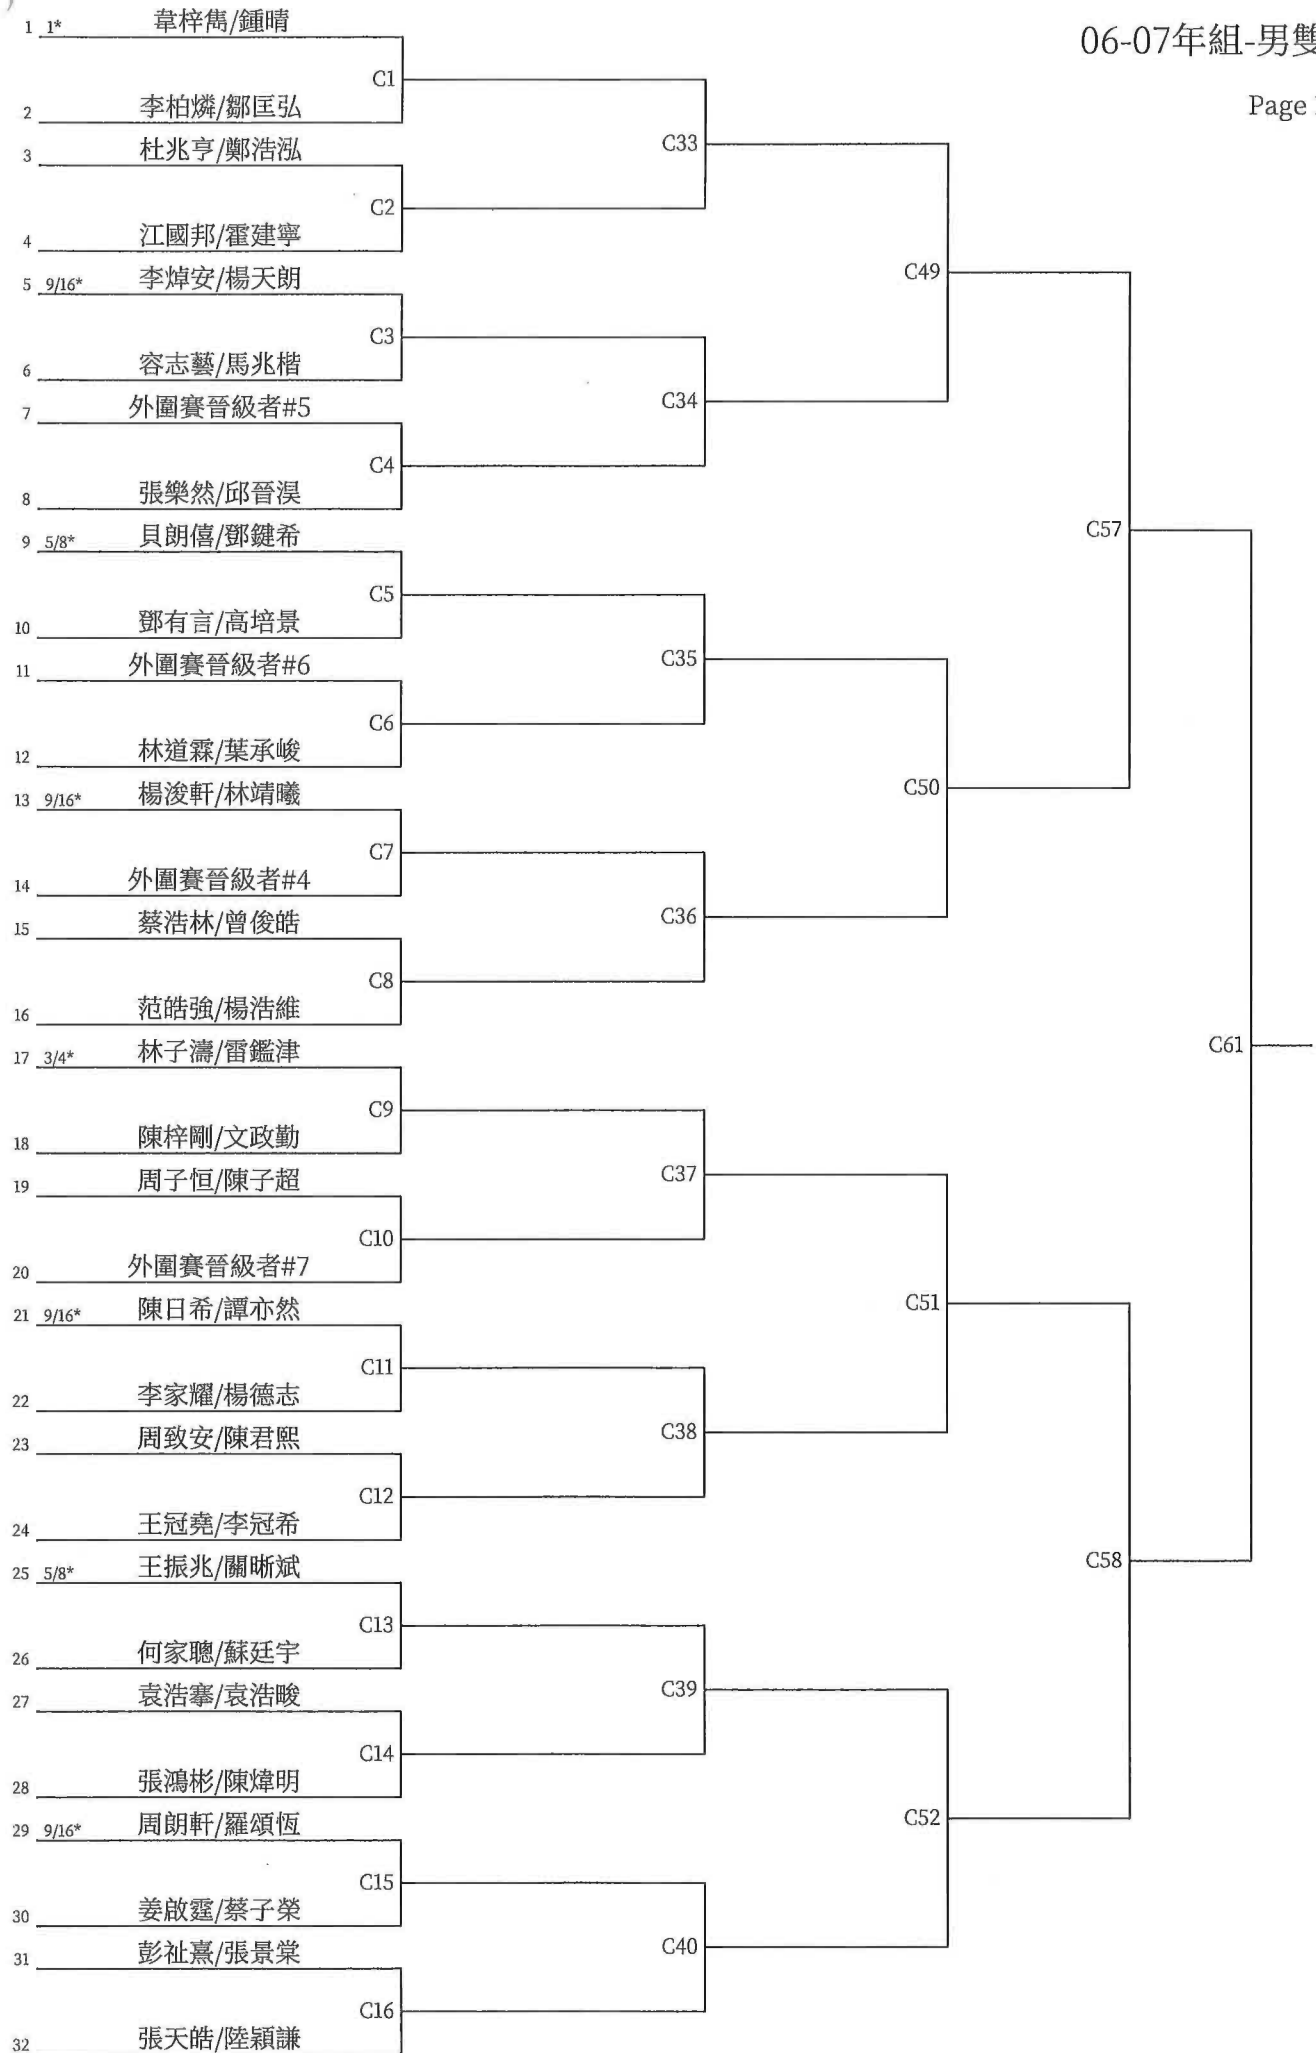 1 1* 韋梓雋/鍾晴
06-07年組-男雙
C1
Page
2 李柏燐/鄒匡弘
3 杜兆亨/鄭浩泓
C33
C2
4 江國邦/霍建寧
5 9/16* 李焯安/楊天朗
C49
C3
6 容志藝/馬兆楷
7 外圍賽晉級者#5
C34
C4
8 張樂然/邱晉淏
9 5/8* 貝朗僖/鄧鍵希
C57
C5
10 鄧有言/高培景
11 外圍賽晉級者#6
C35
C6
12 林道霖/葉承峻
13 9/16* 楊浚軒/林靖曦
C50
C7
14 外圍賽晉級者#4
15 蔡浩林/曾俊皓
C36
C8
16 范皓強/楊浩維
17 3/4* 林子濤/雷鑑津
C61
C9
18 陳梓剛/文政勤
19 周子恒/陳子超
C37
C10
20 外圍賽晉級者#7
21 9/16* 陳日希/譚亦然
C51
C11
22 李家耀/楊德志
23 周致安/陳君熙
C38
C12
24 王冠堯/李冠希
25 5/8* 王振兆/關晰斌
C58
C13
26 何家聰/蘇廷宇
27 袁浩搴/袁浩畯
C39
C14
28 張鴻彬/陳煒明
29 9/16* 周朗軒/羅頌恆
C52
C15
30 姜啟霆/蔡子榮
31 彭祉熹/張景棠
C40
C16
32 張天皓/陸穎謙